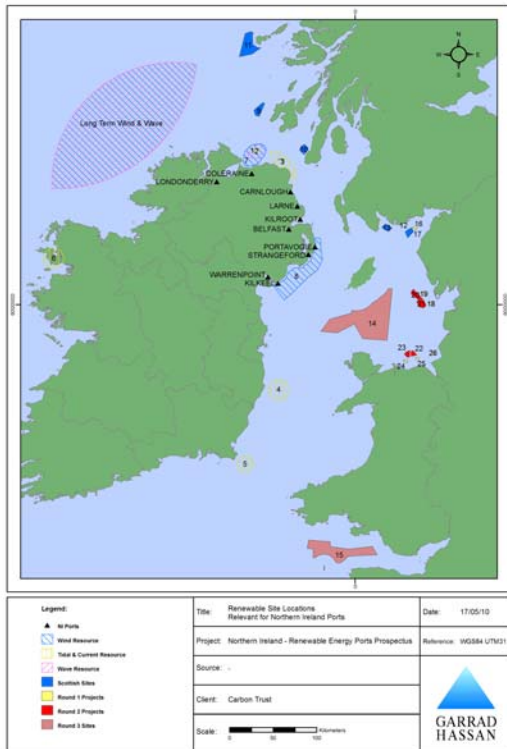 N
W
E
S
Long Term Wind & Wave
12
7
3
COLERAINE
LONDONDERRY
CARNLOUGH
LARNE
KILROOT
BELFAST
PORTAVOGIE
STRANGEFORD
WARRENPOINT
KILKEEL
8
6
16
17
19
18
14
23
22
26
24
25
4
5
15
0
Legend:
NI Ports
Wind Resource
Tidal & Current Resource
Wave Resource
Scottish Sites
Round 1 Projects
Round 2 Projects
Round 3 Sites
Title:
Renewable Site Locations
Relevant for Northern Ireland Ports
Date: 17/05/10
Project: Northern Ireland - Renewable Energy Ports Prospectus
Reference: WGS84 UTM31
Source: -
Client: Carbon Trust
Scale:
0
50
100
Kilometers
GARRAD
HASSAN